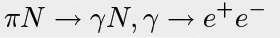 πN → γN, γ → e⁺e⁻